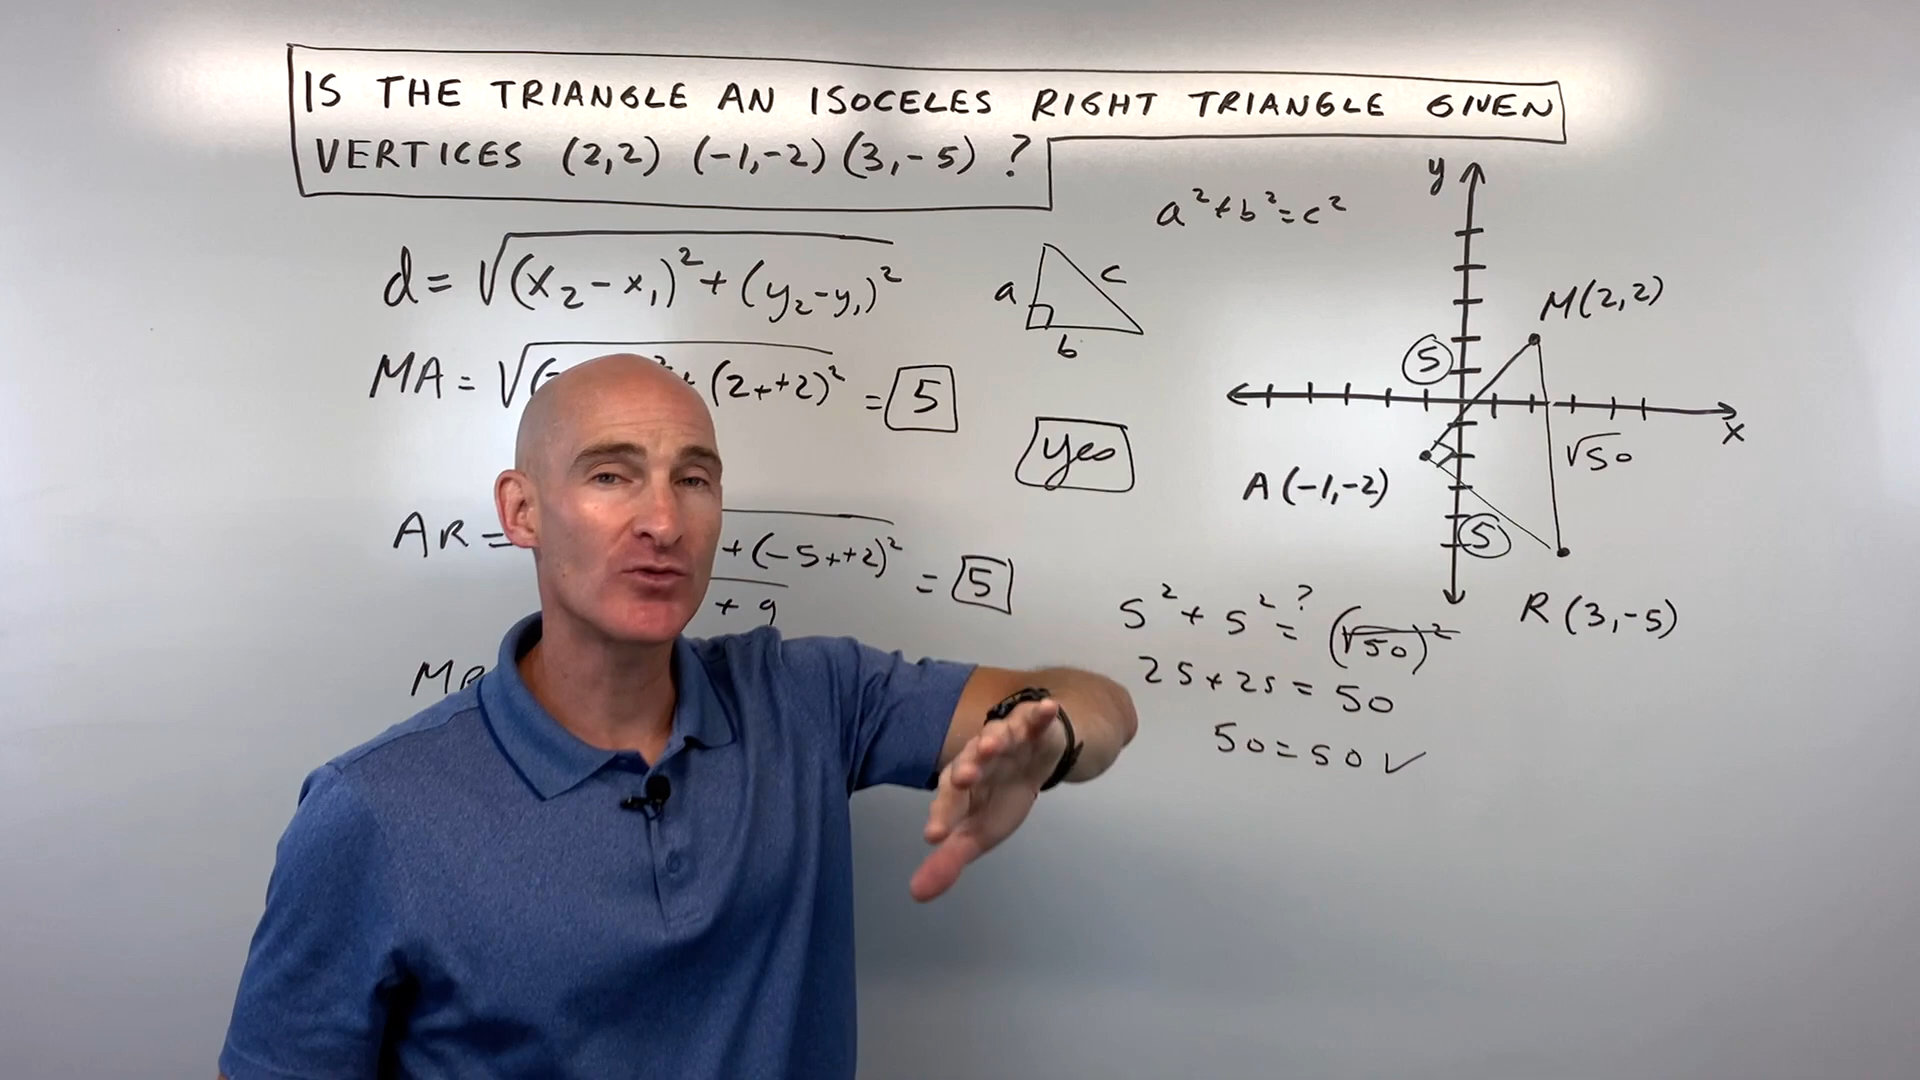 IS THE TRIANGLE AN ISOCELES RIGHT TRIANGLE GIVEN
VERTICES (2,2) (-1,-2) (3,-5) ?
d = √(x₂-x₁)² + (y₂-y₁)²
MA = √( ² + (2++2)² = 5
AR = + (-5++2)² = 5
+ 9
a²+b²=c²
a
c
b
yes
y
M(2,2)
5
x
√50
A(-1,-2)
5
R(3,-5)
5² + 5² =? (√50)²
25+25 = 50
50=50 ✓